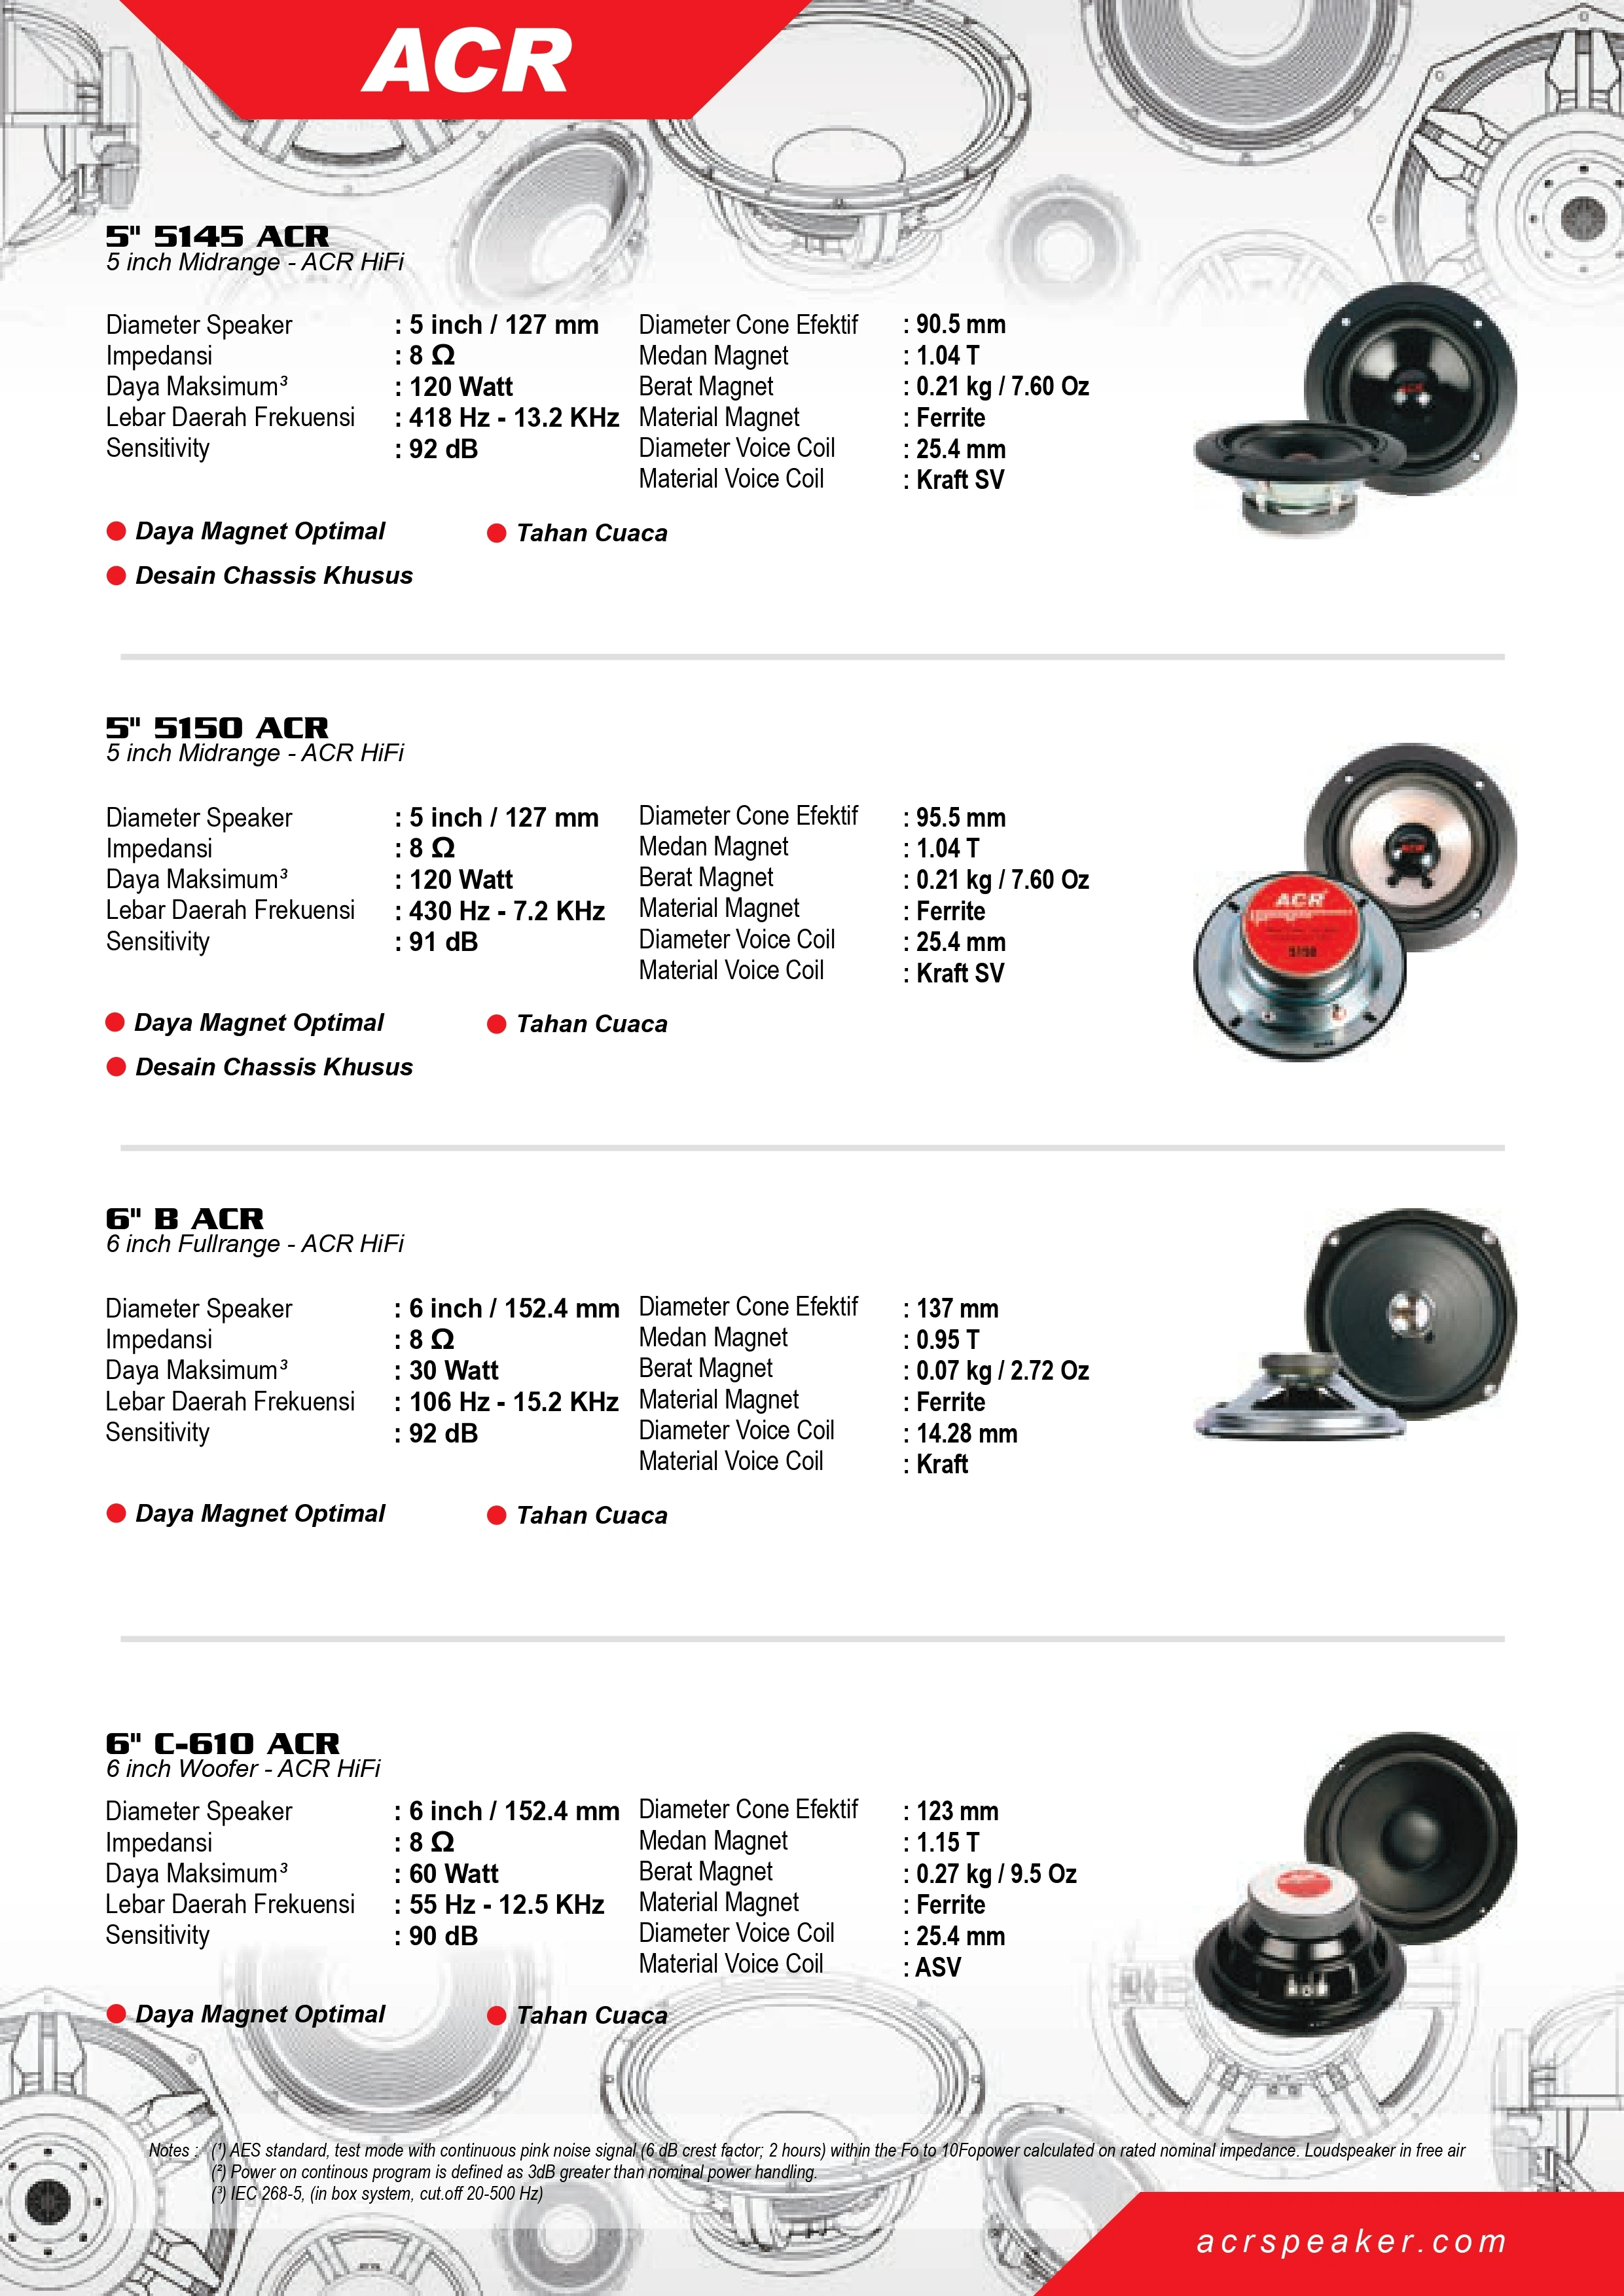 ACR
5" 5145 ACR
5 inch Midrange - ACR HiFi
Diameter Speaker : 5 inch / 127 mm Diameter Cone Efektif : 90.5 mm
Impedansi : 8 Ω Medan Magnet : 1.04 T
Daya Maksimum³ : 120 Watt Berat Magnet : 0.21 kg / 7.60 Oz
Lebar Daerah Frekuensi : 418 Hz - 13.2 KHz Material Magnet : Ferrite
Sensitivity : 92 dB Diameter Voice Coil : 25.4 mm
Material Voice Coil : Kraft SV
Daya Magnet Optimal Tahan Cuaca
Desain Chassis Khusus
5" 5150 ACR
5 inch Midrange - ACR HiFi
Diameter Speaker : 5 inch / 127 mm Diameter Cone Efektif : 95.5 mm
Impedansi : 8 Ω Medan Magnet : 1.04 T
Daya Maksimum³ : 120 Watt Berat Magnet : 0.21 kg / 7.60 Oz
Lebar Daerah Frekuensi : 430 Hz - 7.2 KHz Material Magnet : Ferrite
Sensitivity : 91 dB Diameter Voice Coil : 25.4 mm
Material Voice Coil : Kraft SV
ACR
5150
Daya Magnet Optimal Tahan Cuaca
Desain Chassis Khusus
6" B ACR
6 inch Fullrange - ACR HiFi
Diameter Speaker : 6 inch / 152.4 mm Diameter Cone Efektif : 137 mm
Impedansi : 8 Ω Medan Magnet : 0.95 T
Daya Maksimum³ : 30 Watt Berat Magnet : 0.07 kg / 2.72 Oz
Lebar Daerah Frekuensi : 106 Hz - 15.2 KHz Material Magnet : Ferrite
Sensitivity : 92 dB Diameter Voice Coil : 14.28 mm
Material Voice Coil : Kraft
Daya Magnet Optimal Tahan Cuaca
6" C-610 ACR
6 inch Woofer - ACR HiFi
Diameter Speaker : 6 inch / 152.4 mm Diameter Cone Efektif : 123 mm
Impedansi : 8 Ω Medan Magnet : 1.15 T
Daya Maksimum³ : 60 Watt Berat Magnet : 0.27 kg / 9.5 Oz
Lebar Daerah Frekuensi : 55 Hz - 12.5 KHz Material Magnet : Ferrite
Sensitivity : 90 dB Diameter Voice Coil : 25.4 mm
Material Voice Coil : ASV
Daya Magnet Optimal Tahan Cuaca
Notes : (¹) AES standard, test mode with continuous pink noise signal (6 dB crest factor; 2 hours) within the Fo to 10Fopower calculated on rated nominal impedance. Loudspeaker in free air
(²) Power on continous program is defined as 3dB greater than nominal power handling.
(³) IEC 268-5, (in box system, cut.off 20-500 Hz)
acrspeaker.com